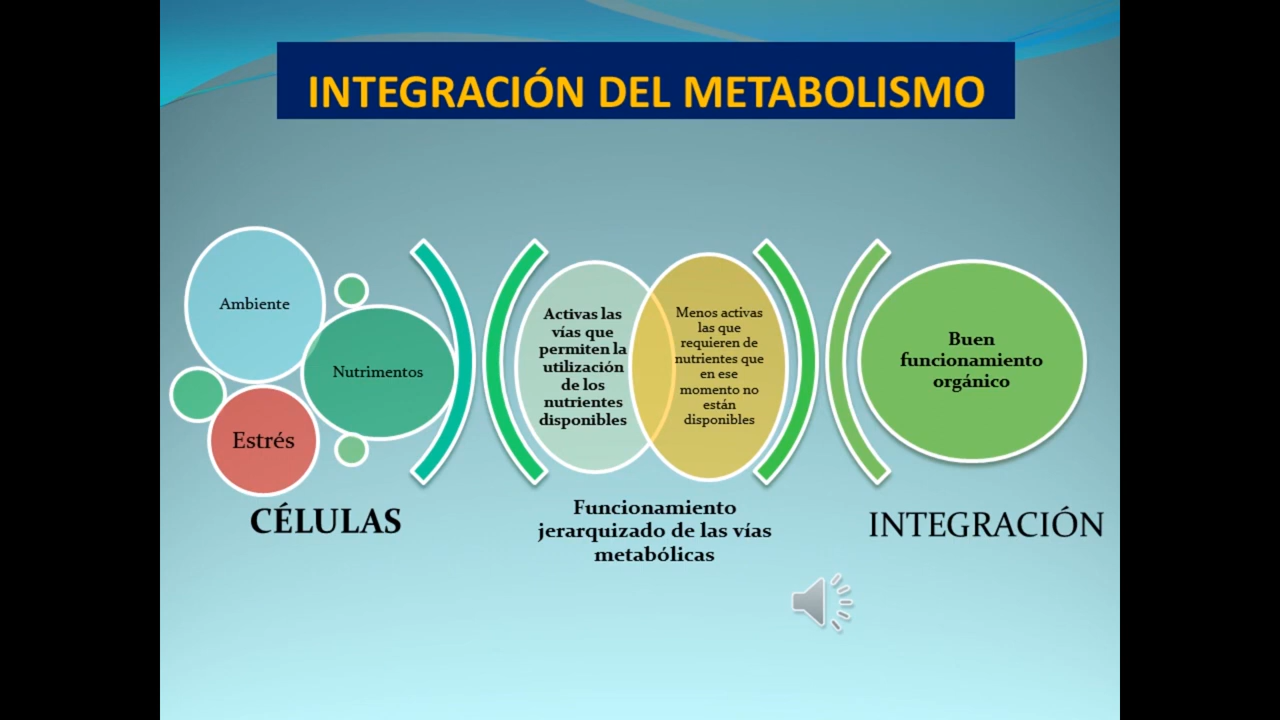 INTEGRACIÓN DEL METABOLISMO
Ambiente
Nutrimentos
Estrés
CÉLULAS
Activas las
vías que
permiten la
utilización
de los
nutrientes
disponibles
Menos activas
las que
requieren de
nutrientes que
en ese
momento no
están
disponibles
Funcionamiento
jerarquizado de las vías
metabólicas
Buen
funcionamiento
orgánico
INTEGRACIÓN